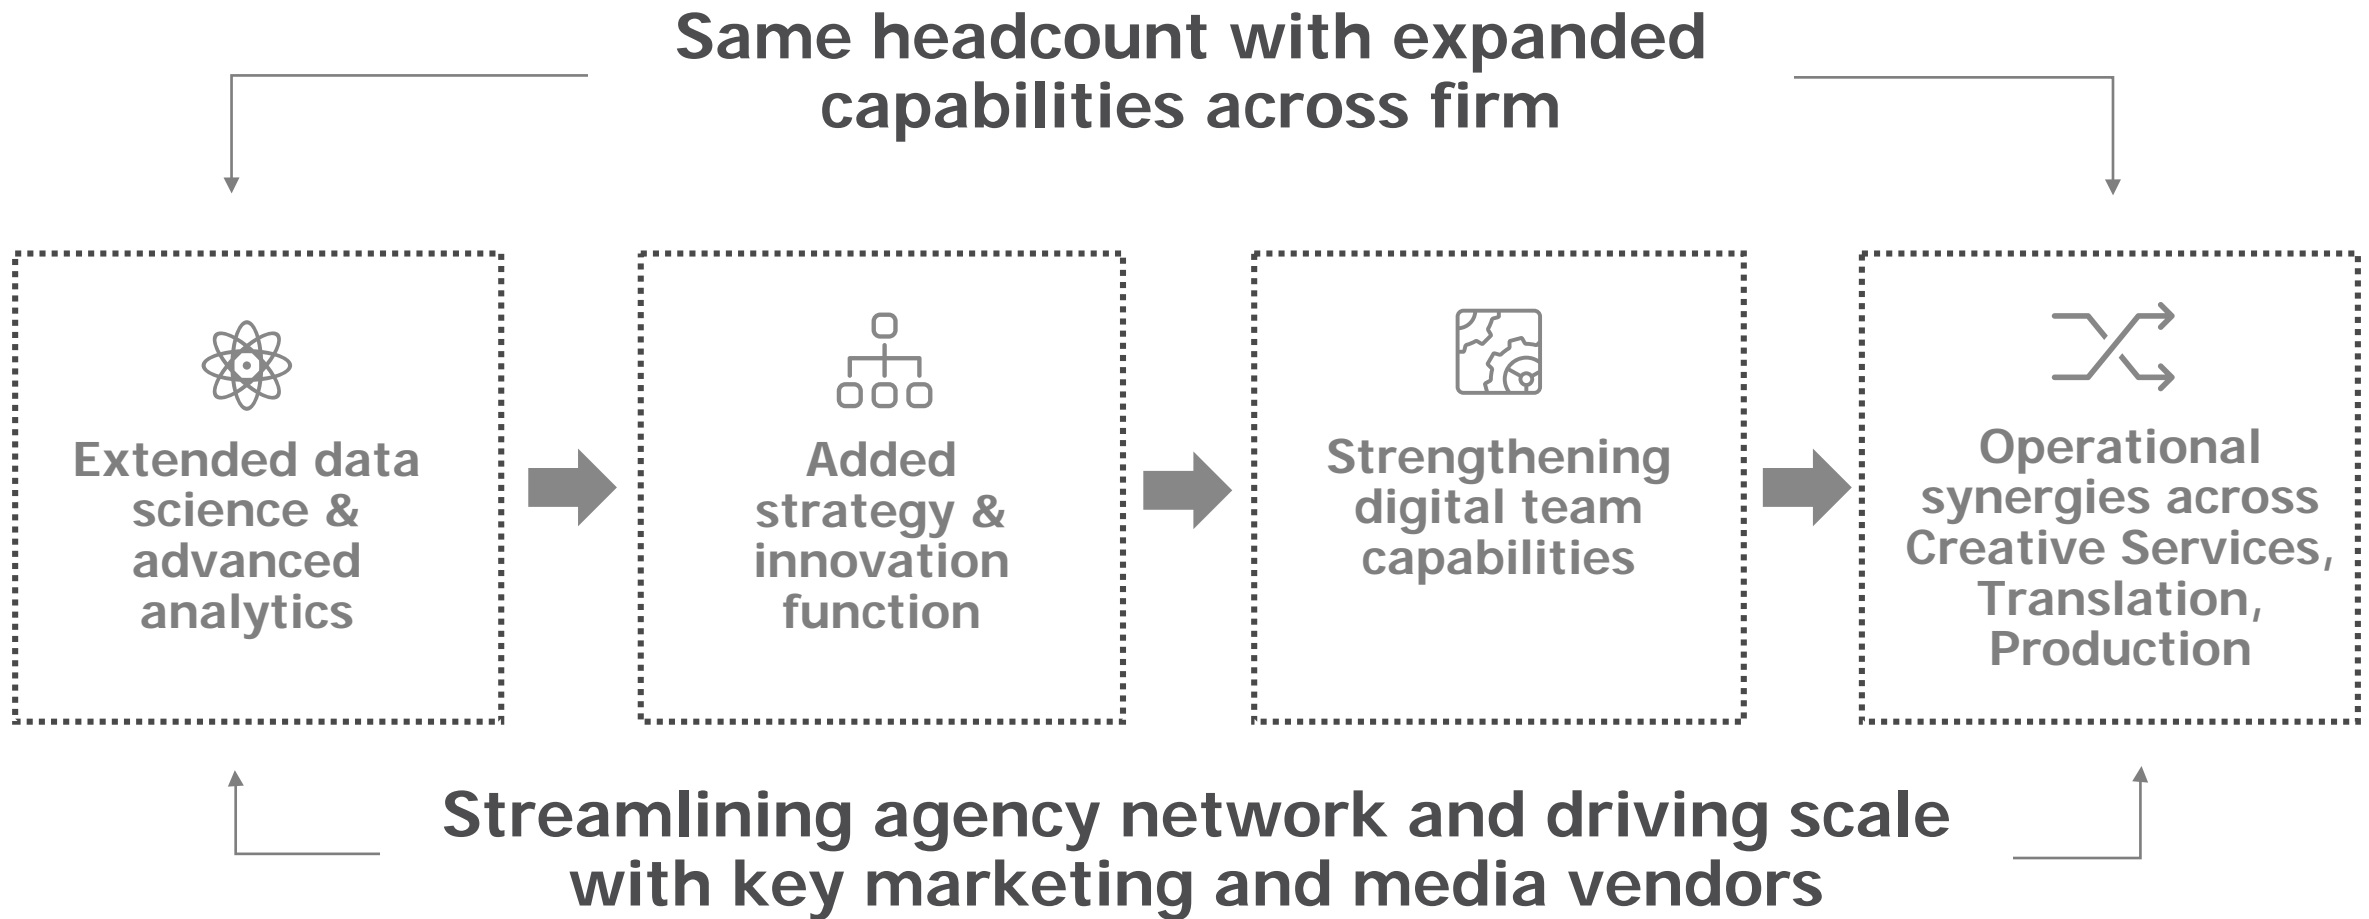 Same headcount with expanded
capabilities across firm
Extended data
science &
advanced
analytics
Added
strategy &
innovation
function
Strengthening
digital team
capabilities
Operational
synergies across
Creative Services,
Translation,
Production
Streamlining agency network and driving scale
with key marketing and media vendors